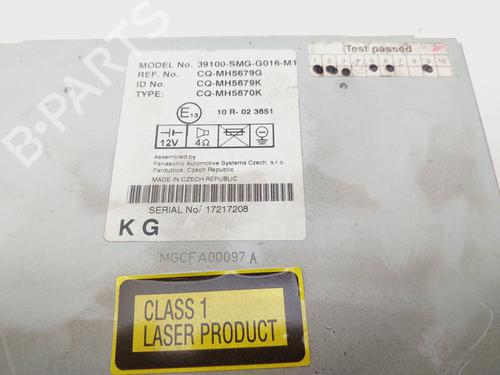 Test passed
1 2 3 4 5 6 7 8 9 10
MODEL No. 39100-SMG-G016-M1
REF. No. CQ-MH5679G
ID No. CQ-MH5679K
TYPE: CQ-MH5670K
E13 10 R- 02 3651
12V 4Ω
Assembled by
Panasonic Automotive Systems Czech, s.r.o.
Pardubice, Czech Republic
MADE IN CZECH REPUBLIC
SERIAL No. 17217208
K G
MGCFA00097 A
CLASS 1
LASER PRODUCT